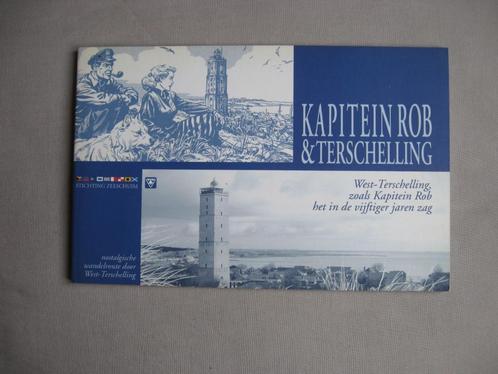 KAPITEIN ROB
& TERSCHELLING
West-Terschelling,
zoals Kapitein Rob
het in de vijftiger jaren zag
STICHTING ZEESCHUIM
nostalgische
wandelroute door
West-Terschelling